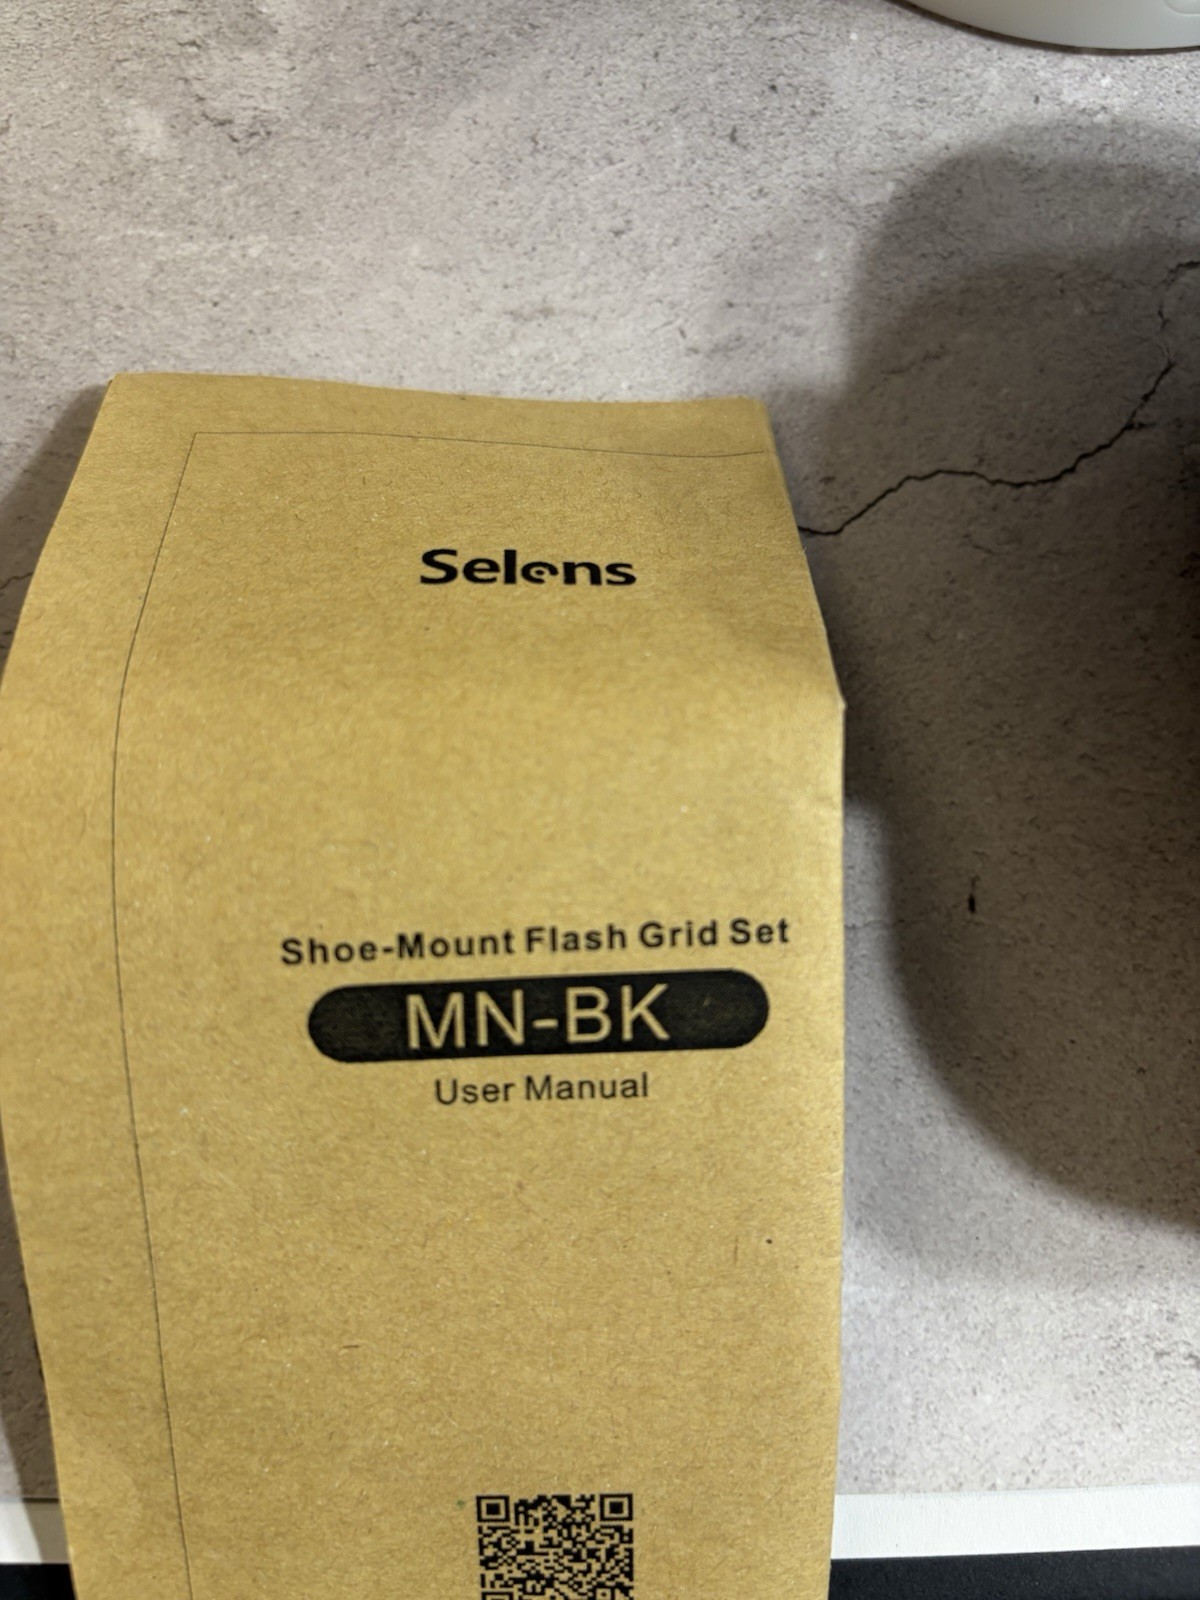 Selens
Shoe-Mount Flash Grid Set
MN-BK
User Manual